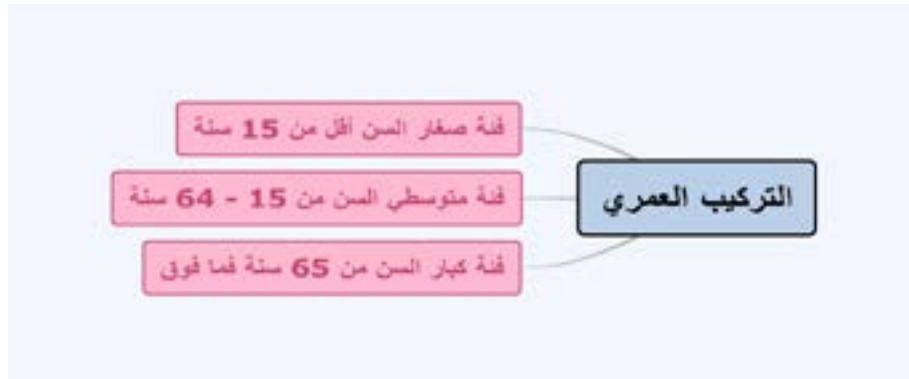 التركيب العمري
فئة صغار السن أقل من 15 سنة
فئة متوسطي السن من 15 - 64 سنة
فئة كبار السن من 65 سنة فما فوق